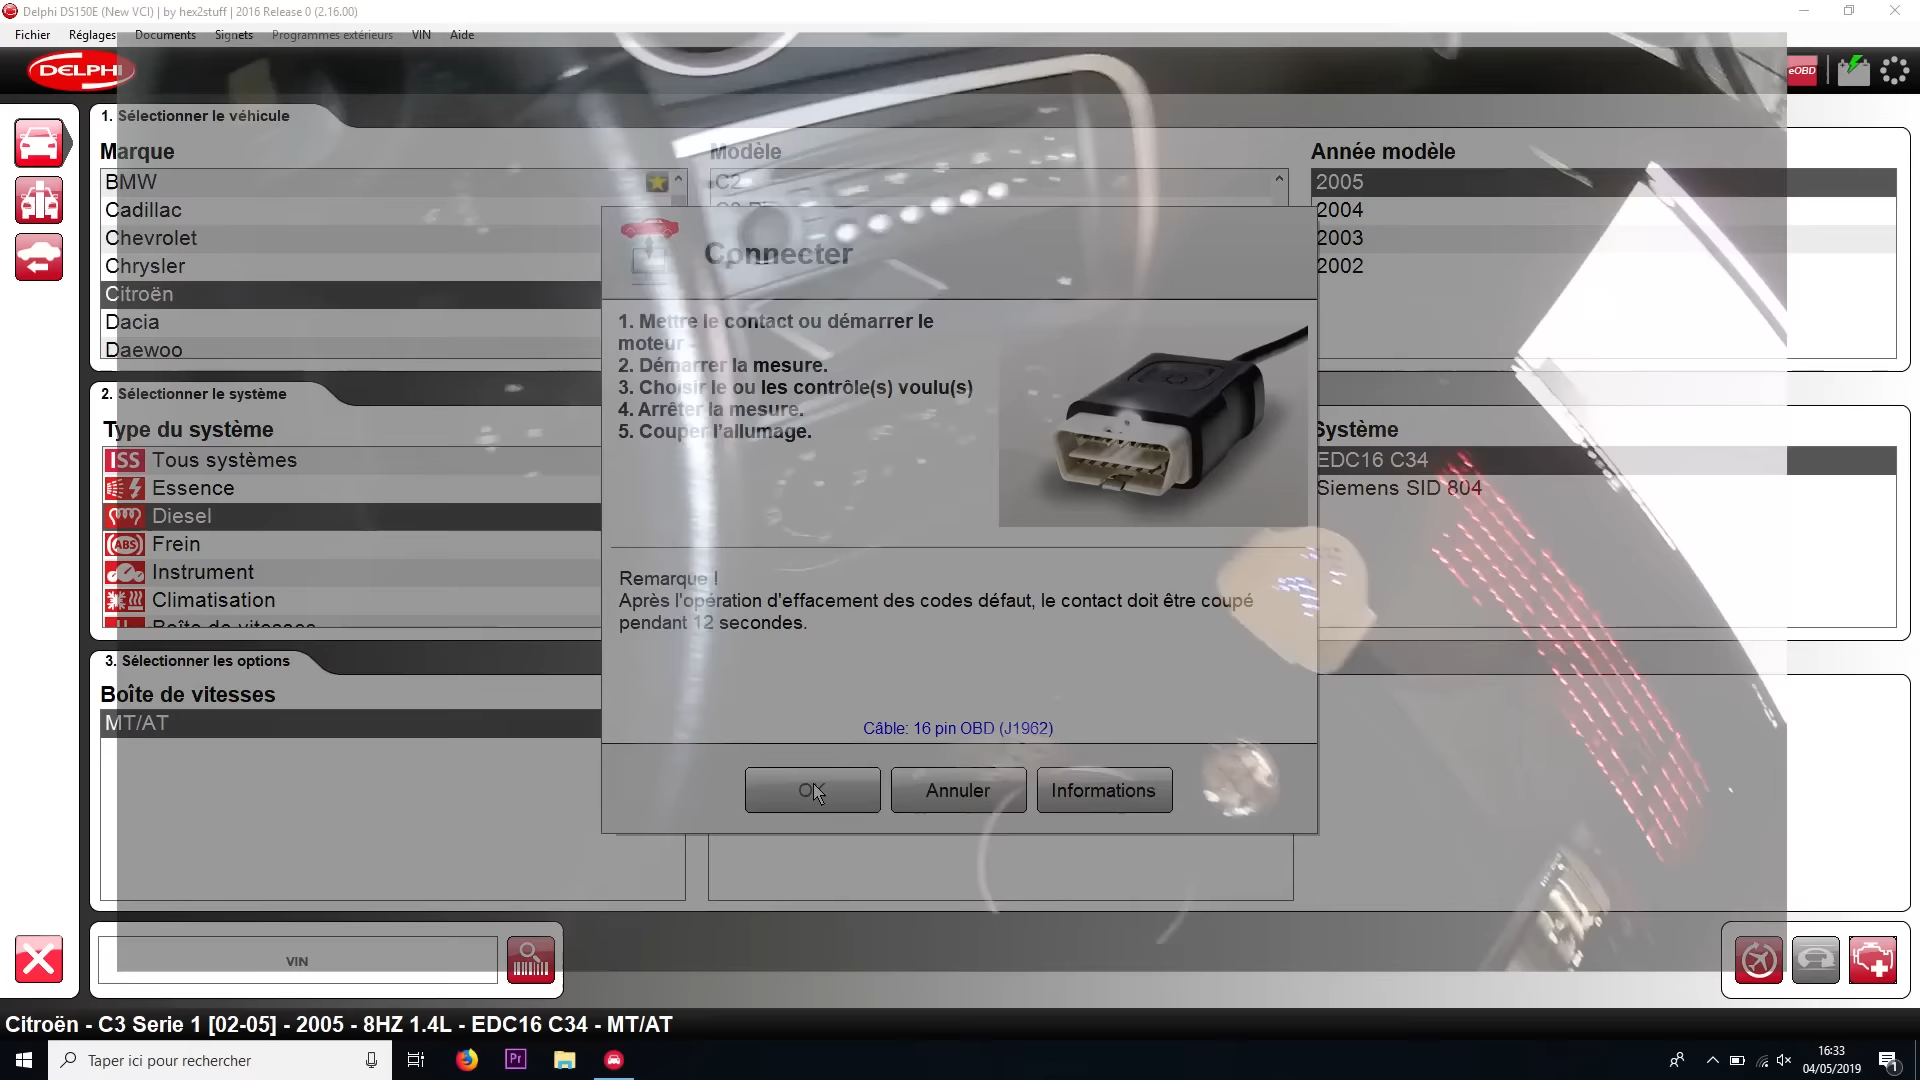 Delphi DS150E (New VCI) | by hex2stuff | 2016 Release 0 (2.16.00)
Fichier Réglages Documents Signets Programmes extérieurs VIN Aide
DELPHI
eOBD
1. Sélectionner le véhicule
Marque
BMW
Cadillac
Chevrolet
Chrysler
Citroën
Dacia
Daewoo
Modèle
C2
Année modèle
2005
2004
2003
2002
Connecter
1. Mettre le contact ou démarrer le
moteur
2. Démarrer la mesure.
3. Choisir le ou les contrôle(s) voulu(s)
4. Arrêter la mesure.
5. Couper l'allumage.
Remarque !
Après l'opération d'effacement des codes défaut, le contact doit être coupé
pendant 12 secondes.
Câble: 16 pin OBD (J1962)
OK Annuler Informations
2. Sélectionner le système
Type du système
ISS Tous systèmes
Essence
Diesel
ABS Frein
Instrument
Climatisation
Boîte de vitesses
Système
EDC16 C34
Siemens SID 804
3. Sélectionner les options
Boîte de vitesses
MT/AT
VIN
Citroën - C3 Serie 1 [02-05] - 2005 - 8HZ 1.4L - EDC16 C34 - MT/AT
Taper ici pour rechercher
Pr
16:33
04/05/2019
1